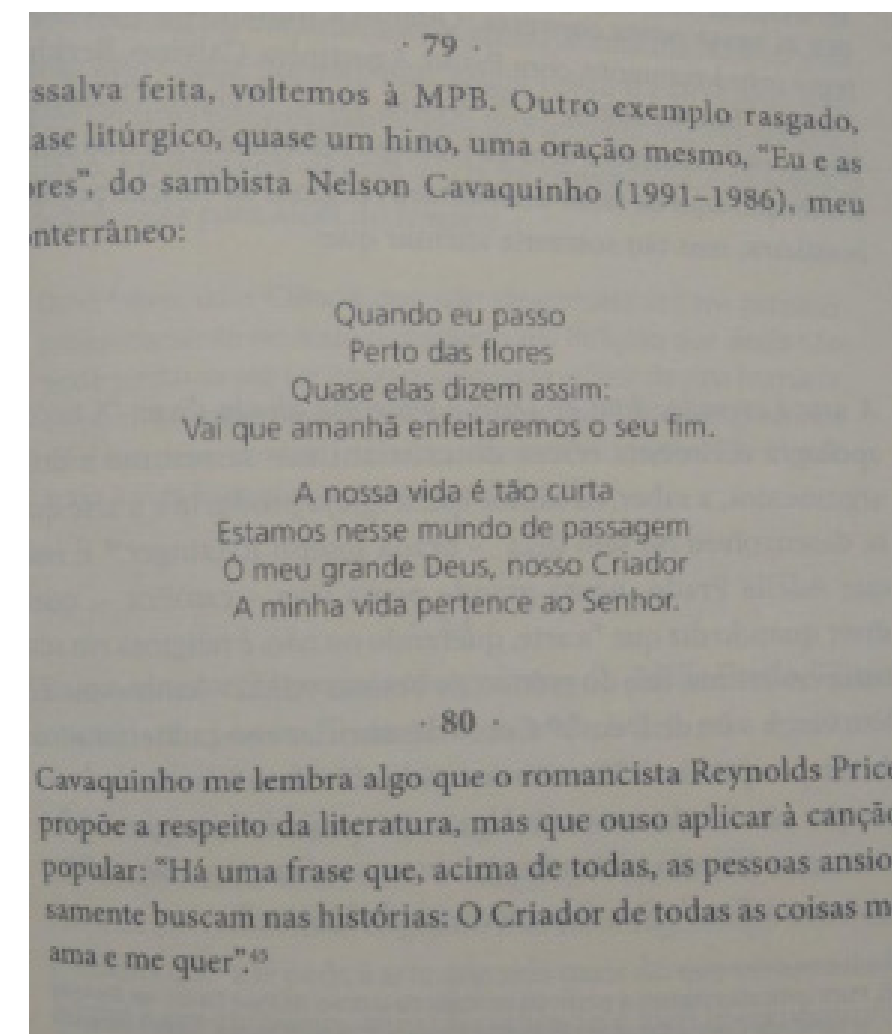 · 79 ·
ssalva feita, voltemos à MPB. Outro exemplo rasgado,
ase litúrgico, quase um hino, uma oração mesmo, “Eu e as
ores”, do sambista Nelson Cavaquinho (1991–1986), meu
onterrâneo:
Quando eu passo
Perto das flores
Quase elas dizem assim:
Vai que amanhã enfeitaremos o seu fim.
A nossa vida é tão curta
Estamos nesse mundo de passagem
Ó meu grande Deus, nosso Criador
A minha vida pertence ao Senhor.
· 80 ·
Cavaquinho me lembra algo que o romancista Reynolds Price
propõe a respeito da literatura, mas que ouso aplicar à cançã
popular: “Há uma frase que, acima de todas, as pessoas ansio
samente buscam nas histórias: O Criador de todas as coisas m
ama e me quer”.⁴⁵